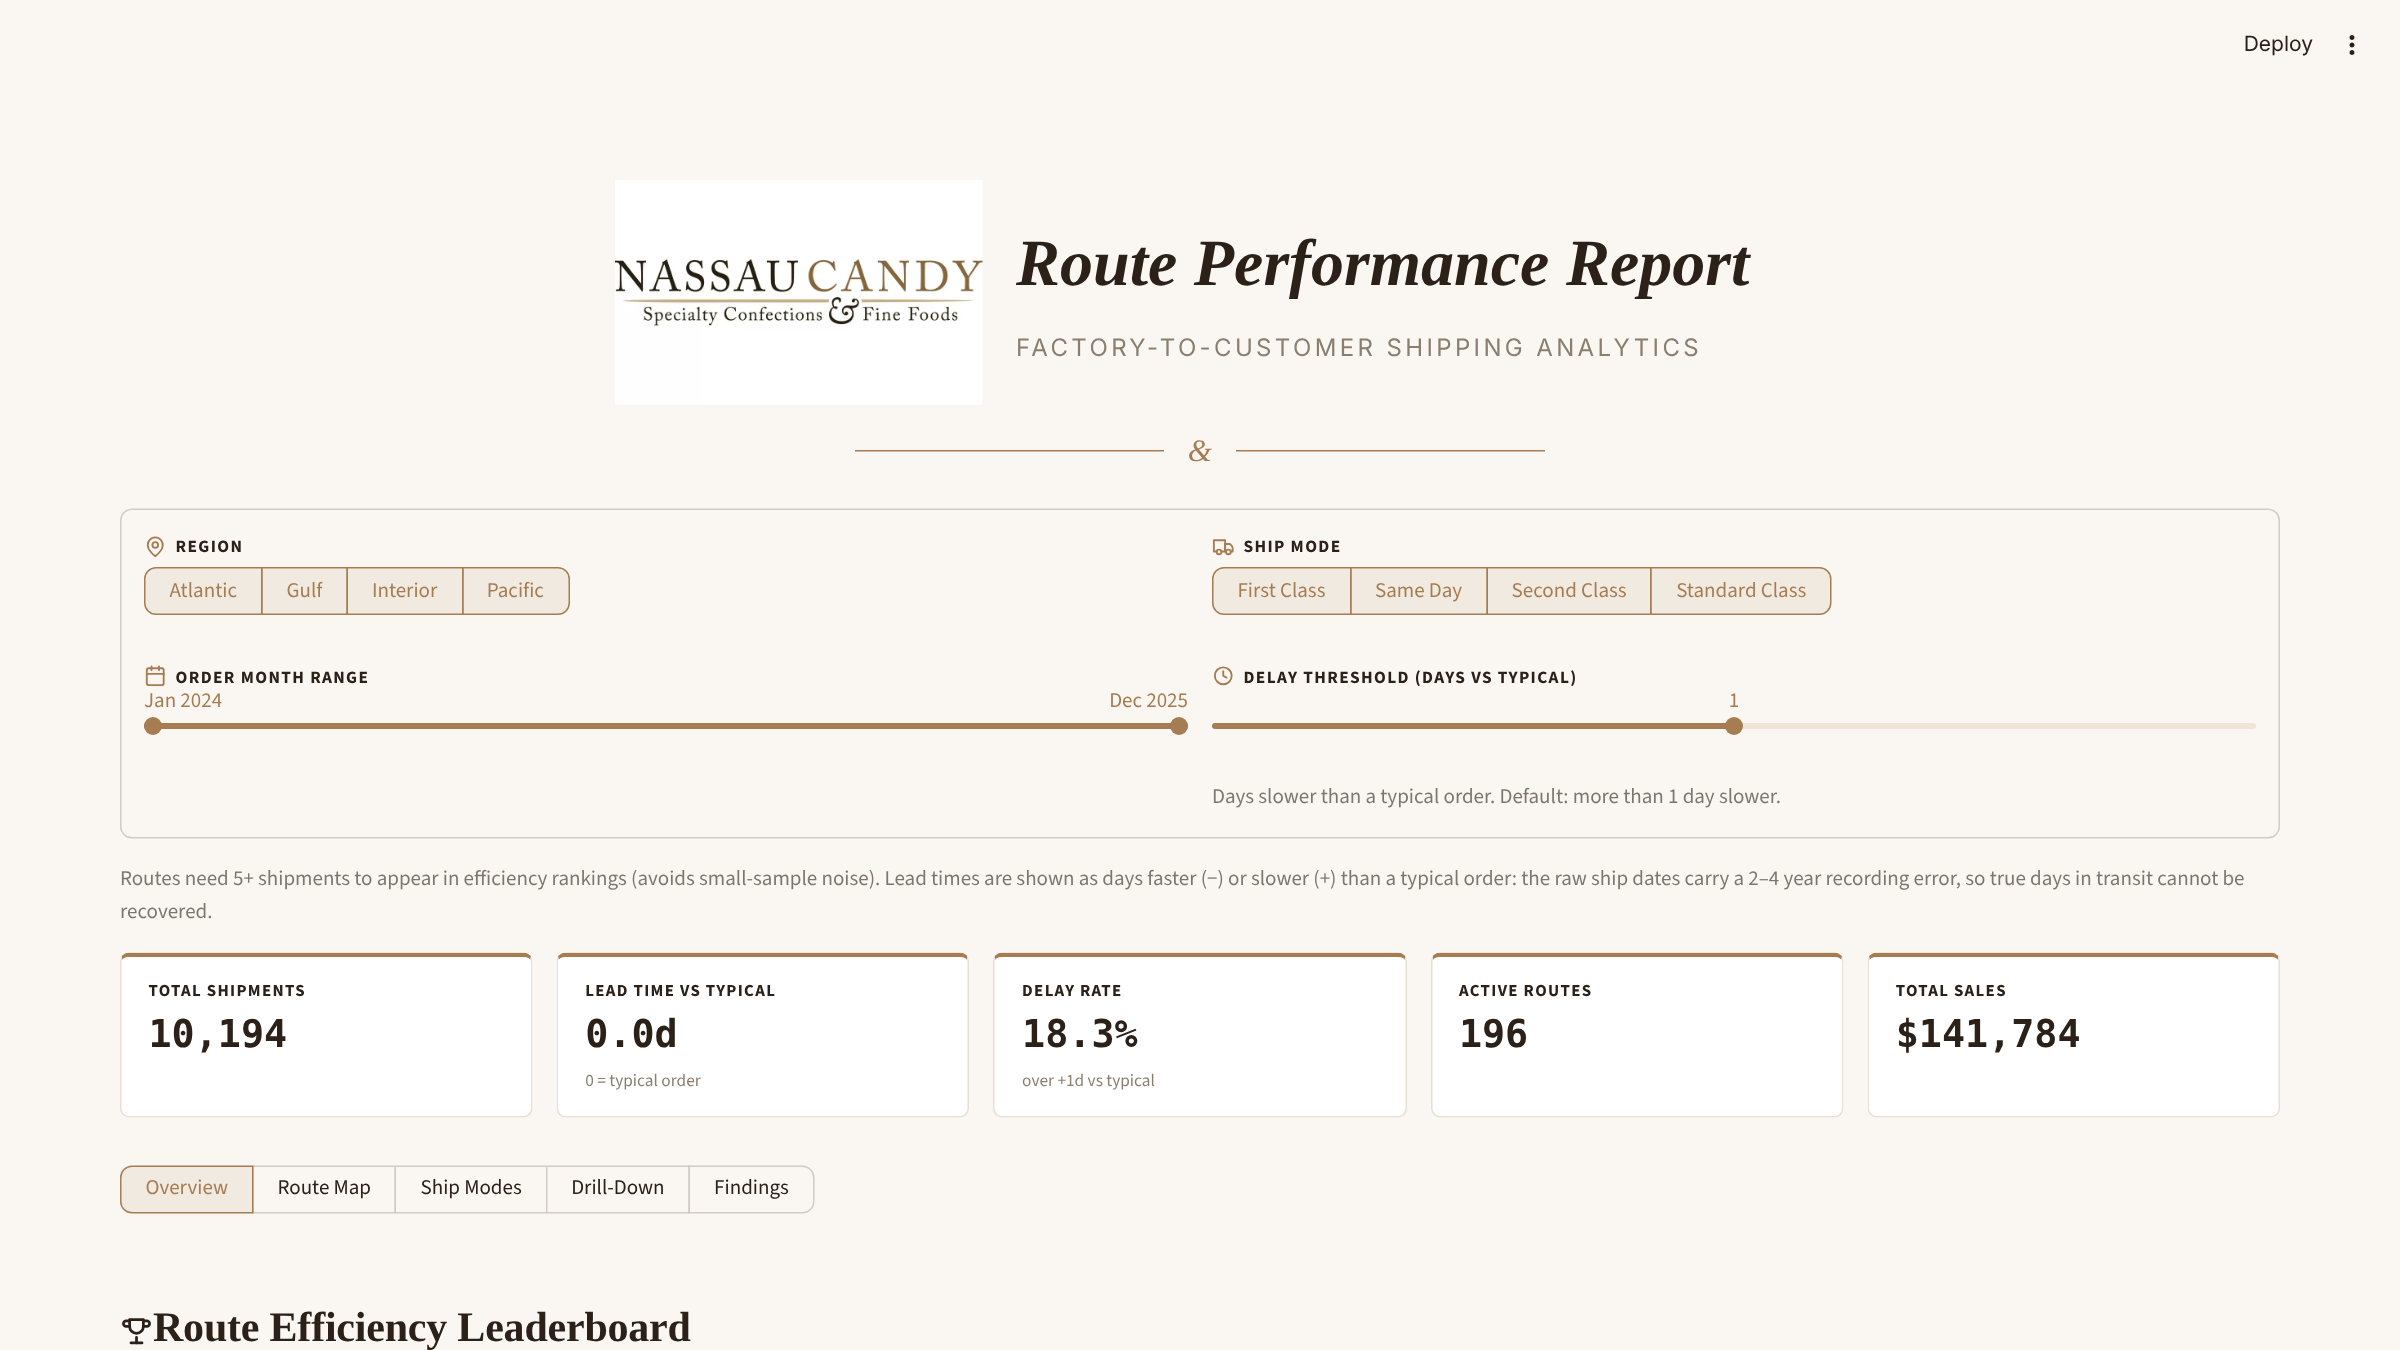 Deploy
NASSAU CANDY
Specialty Confections & Fine Foods
Route Performance Report
FACTORY-TO-CUSTOMER SHIPPING ANALYTICS
&
REGION
Atlantic Gulf Interior Pacific
SHIP MODE
First Class Same Day Second Class Standard Class
ORDER MONTH RANGE
Jan 2024 Dec 2025
DELAY THRESHOLD (DAYS VS TYPICAL)
1
Days slower than a typical order. Default: more than 1 day slower.
Routes need 5+ shipments to appear in efficiency rankings (avoids small-sample noise). Lead times are shown as days faster (−) or slower (+) than a typical order: the raw ship dates carry a 2–4 year recording error, so true days in transit cannot be
recovered.
TOTAL SHIPMENTS
10,194
LEAD TIME VS TYPICAL
0.0d
0 = typical order
DELAY RATE
18.3%
over +1d vs typical
ACTIVE ROUTES
196
TOTAL SALES
$141,784
Overview Route Map Ship Modes Drill-Down Findings
Route Efficiency Leaderboard